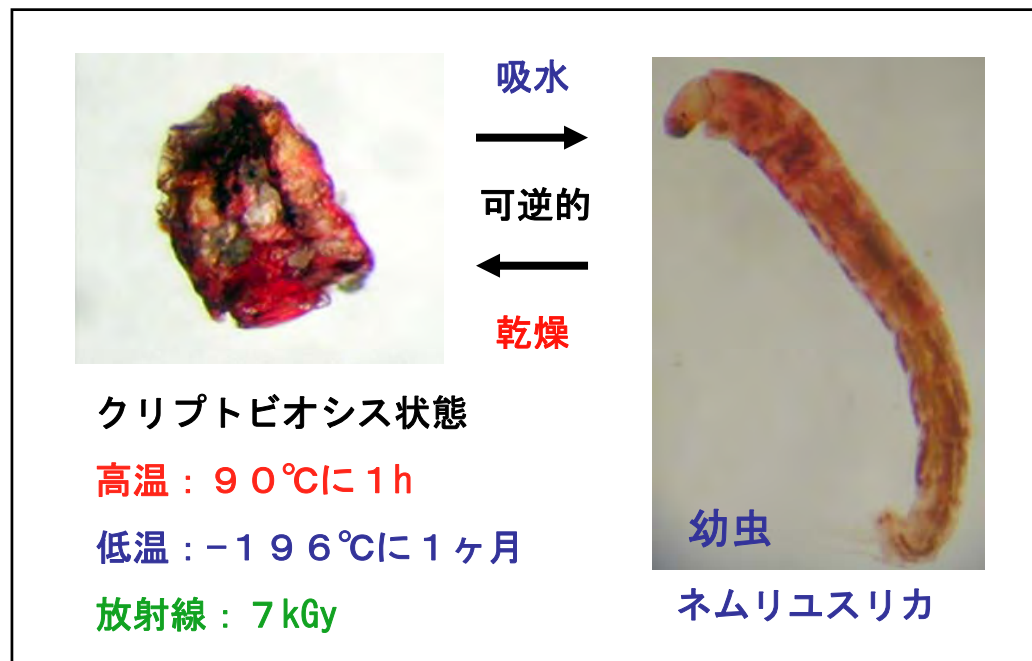 吸水
可逆的
乾燥
クリプトビオシス状態
高温：９０℃に１h
低温：−１９６℃に１ヶ月
放射線：７kGy
幼虫
ネムリユスリカ